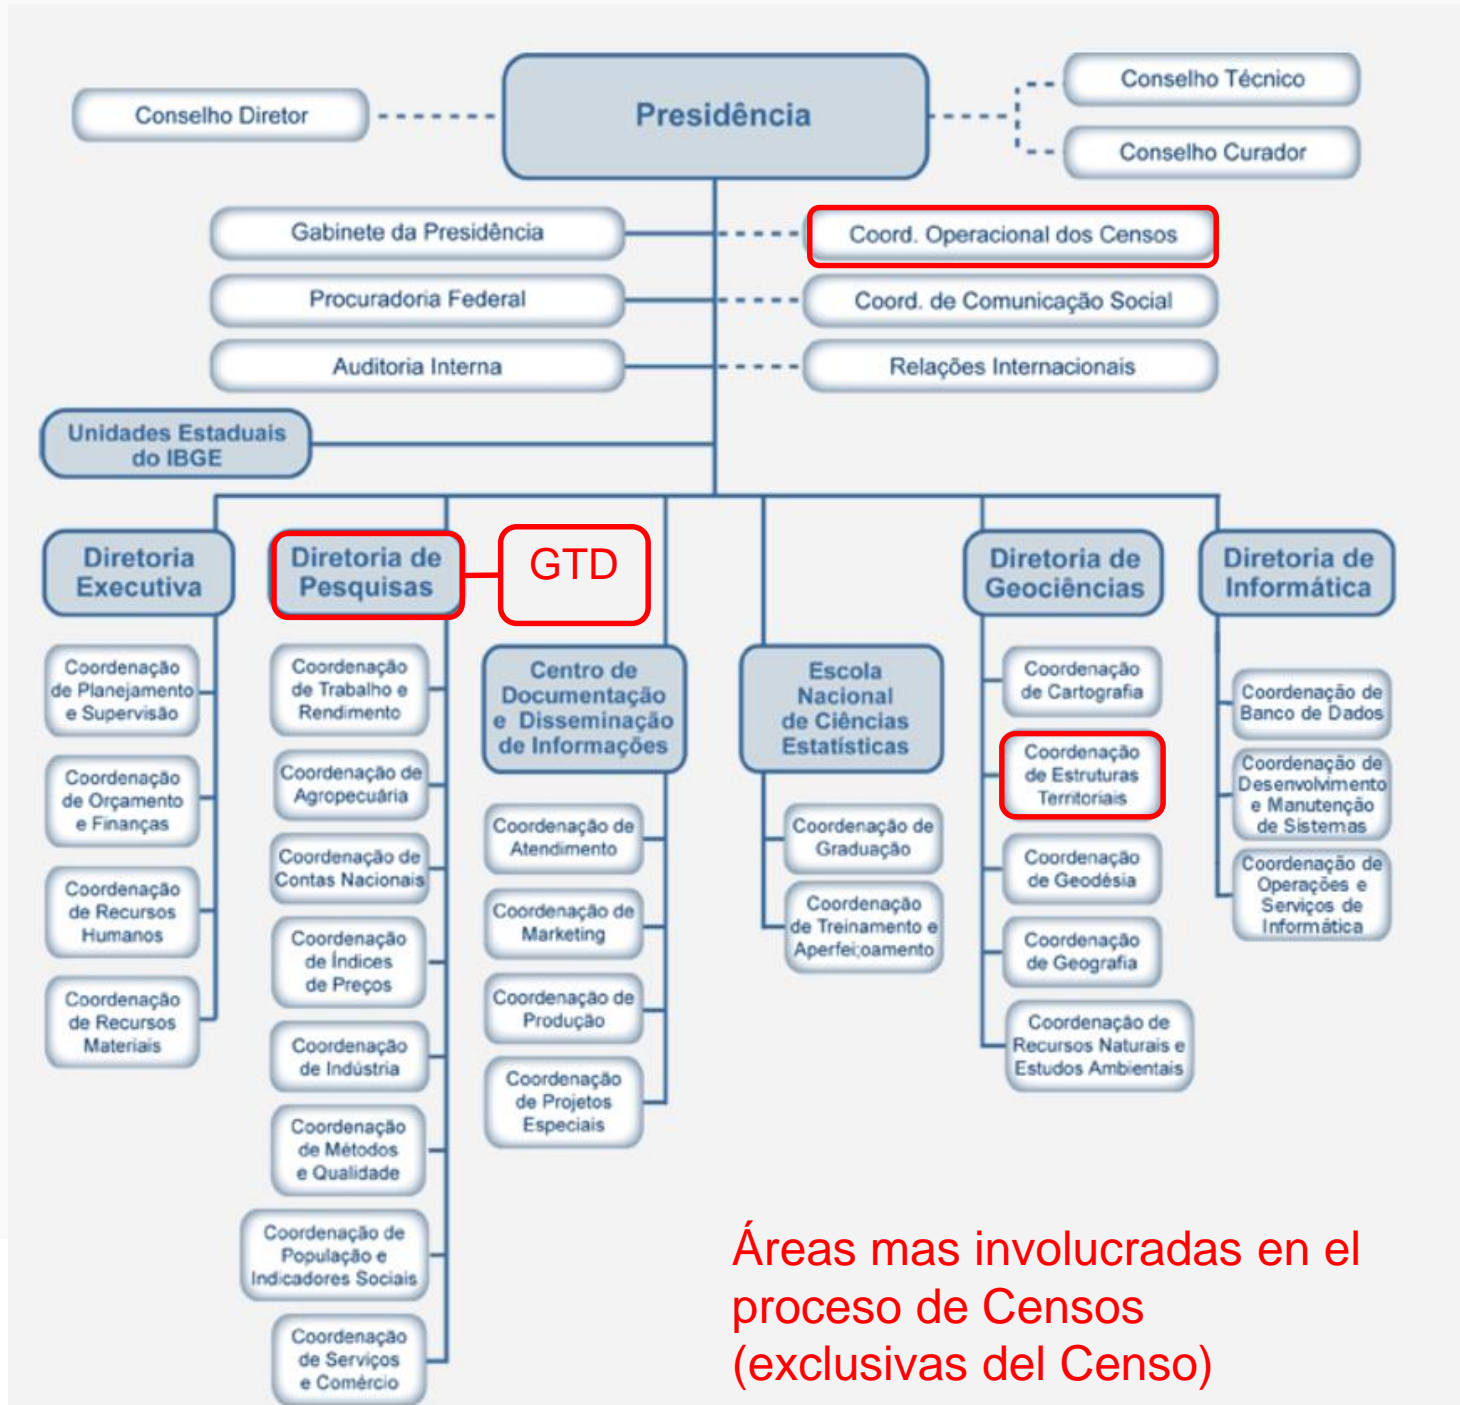 Presidência
Conselho Diretor
Conselho Técnico
Conselho Curador
Gabinete da Presidência
Coord. Operacional dos Censos
Procuradoria Federal
Coord. de Comunicação Social
Auditoria Interna
Relações Internacionais
Unidades Estaduais
do IBGE
Diretoria
Executiva
Coordenação
de Planejamento
e Supervisão
Coordenação
de Orçamento
e Finanças
Coordenação
de Recursos
Humanos
Coordenação
de Recursos
Materiais
Diretoria de
Pesquisas
GTD
Coordenação
de Trabalho e
Rendimento
Coordenação de
Agropecuária
Coordenação de
Contas Nacionais
Coordenação
de Índices
de Preços
Coordenação
de Indústria
Coordenação
de Métodos
e Qualidade
Coordenação de
População e
Indicadores Sociais
Coordenação
de Serviços
e Comércio
Centro de
Documentação
e Disseminação
de Informações
Coordenação de
Atendimento
Coordenação de
Marketing
Coordenação de
Produção
Coordenação
de Projetos
Especiais
Escola
Nacional
de Ciências
Estatísticas
Coordenação de
Graduação
Coordenação
de Treinamento e
Aperfei;oamento
Diretoria de
Geociências
Coordenação
de Cartografia
Coordenação
de Estruturas
Territoriais
Coordenação
de Geodésia
Coordenação
de Geografia
Coordenação de
Recursos Naturais e
Estudos Ambientais
Diretoria de
Informática
Coordenação de
Banco de Dados
Coordenação de
Desenvolvimento
e Manutenção
de Sistemas
Coordenação de
Operações e
Serviços de
Informática
Áreas mas involucradas en el
proceso de Censos
(exclusivas del Censo)